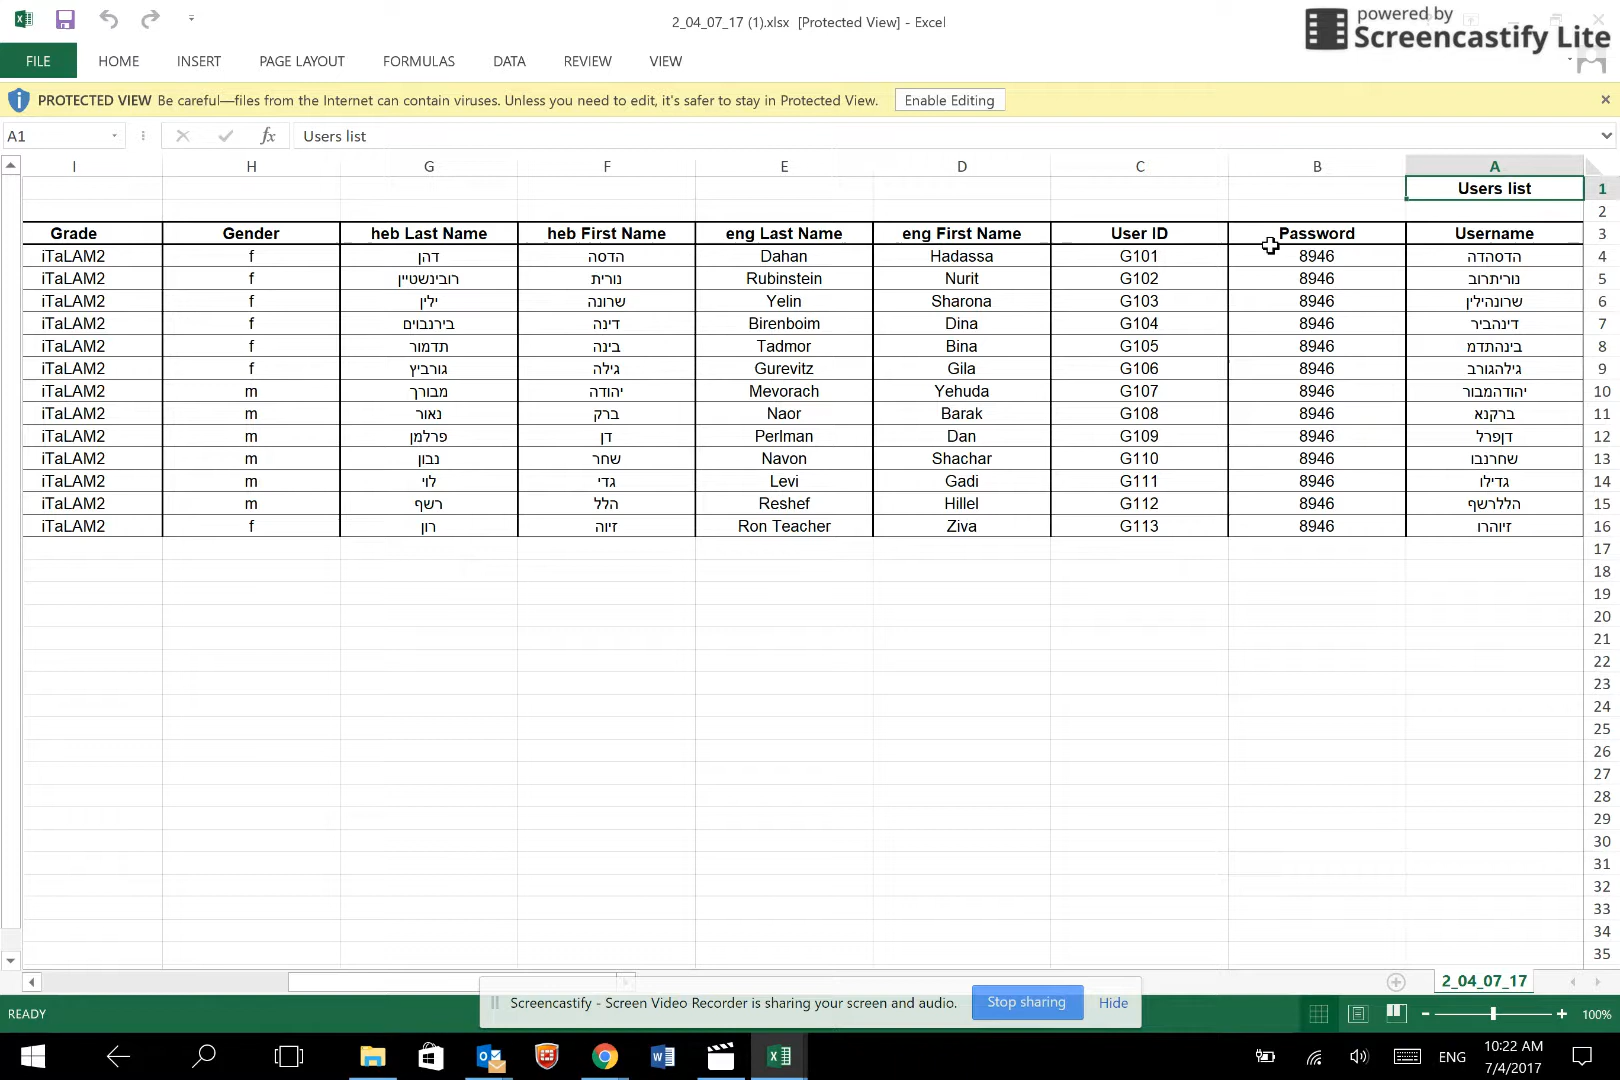 2_04_07_17 (1).xlsx [Protected View] - Excel
powered by
Screencastify Lite
FILE HOME INSERT PAGE LAYOUT FORMULAS DATA REVIEW VIEW
PROTECTED VIEW Be careful—files from the Internet can contain viruses. Unless you need to edit, it's safer to stay in Protected View. Enable Editing
A1 fx Users list
I H G F E D C B A
Users list 1
2
Grade Gender heb Last Name heb First Name eng Last Name eng First Name User ID Password Username 3
iTaLAM2 f דהן הדסה Dahan Hadassa G101 8946 הדסהדה 4
iTaLAM2 f רובינשטיין נורית Rubinstein Nurit G102 8946 נוריתרוב 5
iTaLAM2 f ילין שרונה Yelin Sharona G103 8946 שרונהילין 6
iTaLAM2 f בירנבוים דינה Birenboim Dina G104 8946 דינהביר 7
iTaLAM2 f תדמור בינה Tadmor Bina G105 8946 בינהתדמ 8
iTaLAM2 f גורביץ גילה Gurevitz Gila G106 8946 גילהגורב 9
iTaLAM2 m מבורך יהודה Mevorach Yehuda G107 8946 יהודהמבור 10
iTaLAM2 m נאור ברק Naor Barak G108 8946 ברקנא 11
iTaLAM2 m פרלמן דן Perlman Dan G109 8946 דןפרל 12
iTaLAM2 m נבון שחר Navon Shachar G110 8946 שחרנבו 13
iTaLAM2 m לוי גדי Levi Gadi G111 8946 גדילו 14
iTaLAM2 m רשף הלל Reshef Hillel G112 8946 הללרשף 15
iTaLAM2 f רון זיוה Ron Teacher Ziva G113 8946 זיוהרו 16
17
18
19
20
21
22
23
24
25
26
27
28
29
30
31
32
33
34
35
2_04_07_17
Screencastify - Screen Video Recorder is sharing your screen and audio. Stop sharing Hide
READY 100%
ENG 10:22 AM
7/4/2017